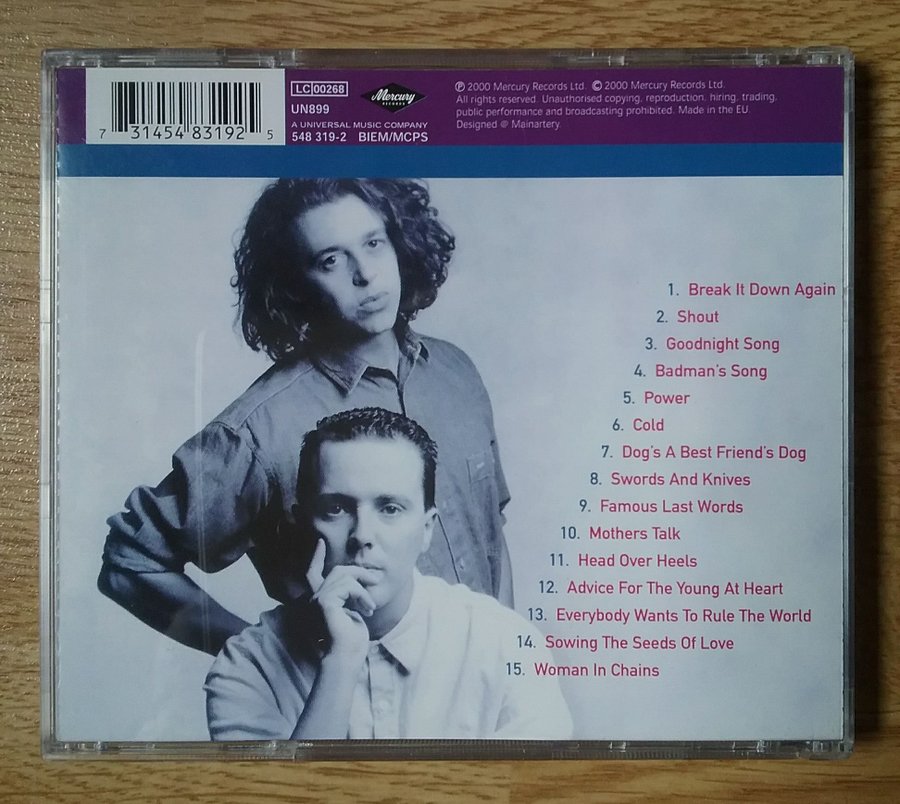 7 31454 83192 5
LC 00268
UN899
Mercury
RECORDS
A UNIVERSAL MUSIC COMPANY
548 319-2 BIEM/MCPS
℗ 2000 Mercury Records Ltd. © 2000 Mercury Records Ltd.
All rights reserved. Unauthorised copying, reproduction, hiring, trading,
public performance and broadcasting prohibited. Made in the EU.
Designed @ Mainartery.
1. Break It Down Again
2. Shout
3. Goodnight Song
4. Badman's Song
5. Power
6. Cold
7. Dog's A Best Friend's Dog
8. Swords And Knives
9. Famous Last Words
10. Mothers Talk
11. Head Over Heels
12. Advice For The Young At Heart
13. Everybody Wants To Rule The World
14. Sowing The Seeds Of Love
15. Woman In Chains